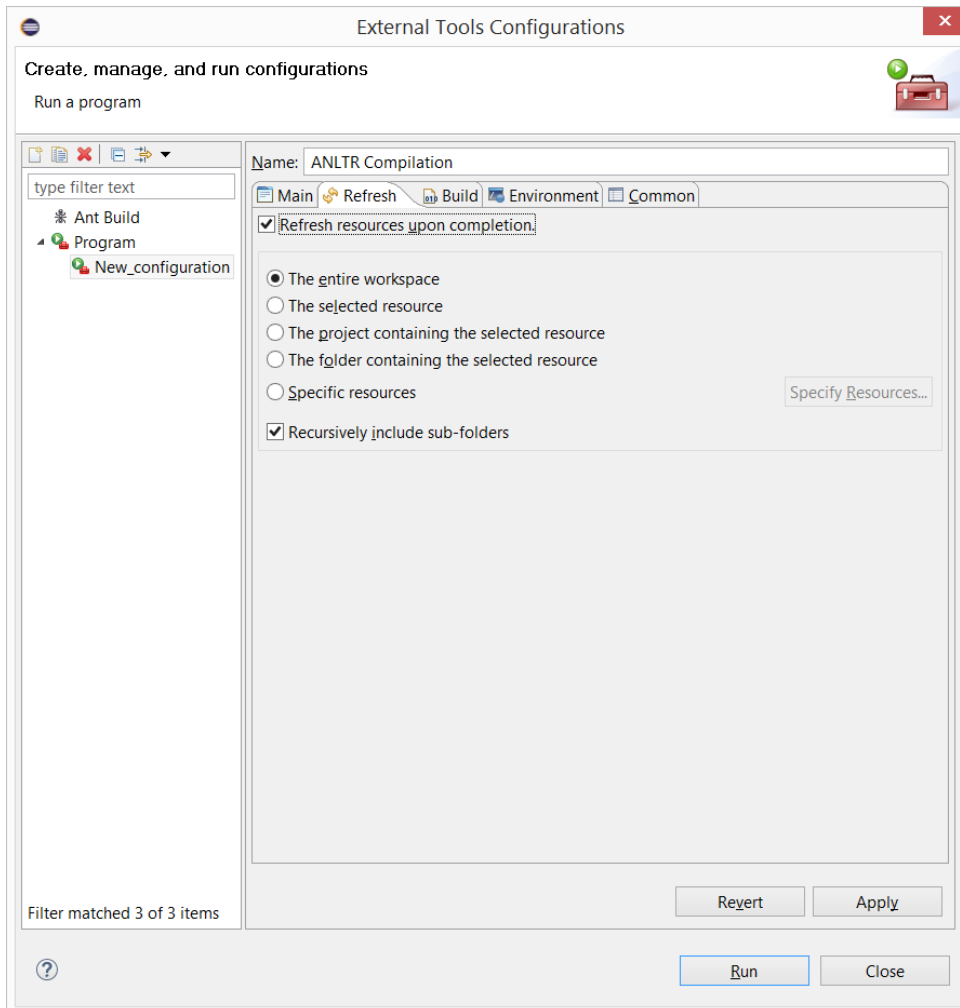 External Tools Configurations
Create, manage, and run configurations
Run a program
type filter text
Ant Build
Program
New_configuration
Filter matched 3 of 3 items
Name: ANLTR Compilation
Main Refresh Build Environment Common
Refresh resources upon completion.
The entire workspace
The selected resource
The project containing the selected resource
The folder containing the selected resource
Specific resources Specify Resources...
Recursively include sub-folders
Revert Apply
Run Close